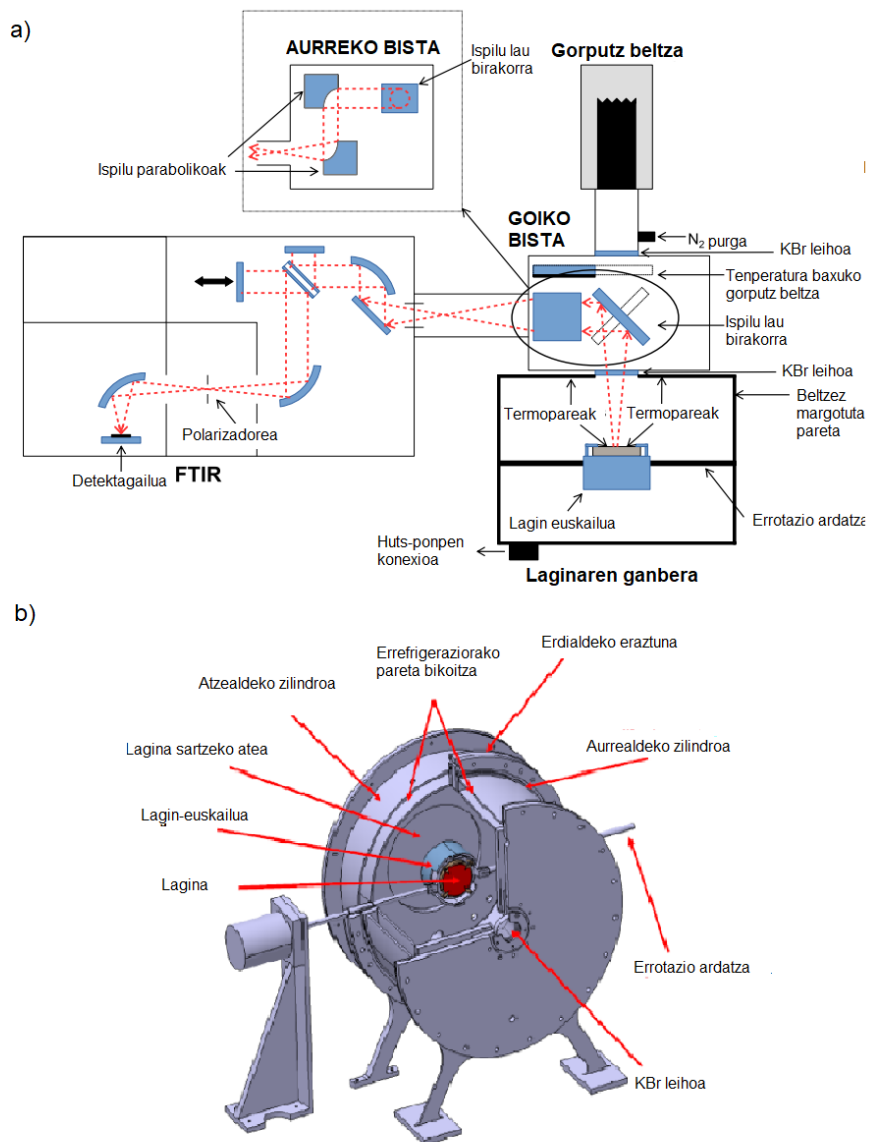 a)
AURREKO BISTA
Ispilu lau
birakorra
Gorputz beltza
Ispilu parabolikoak
GOIKO
BISTA
N₂ purga
KBr leihoa
Tenperatura baxuko
gorputz beltza
Ispilu lau
birakorra
KBr leihoa
Termopareak
Termopareak
Beltzez
margotuta
pareta
Polarizadorea
Detektagailua
FTIR
Lagin euskailua
Errotazio ardatza
Huts-ponpen
konexioa
Laginaren ganbera
b)
Errefrigeraziorako
pareta bikoitza
Erdialdeko eraztuna
Atzealdeko zilindroa
Aurrealdeko zilindroa
Lagina sartzeko atea
Lagin-euskailua
Lagina
Errotazio ardatza
KBr leihoa